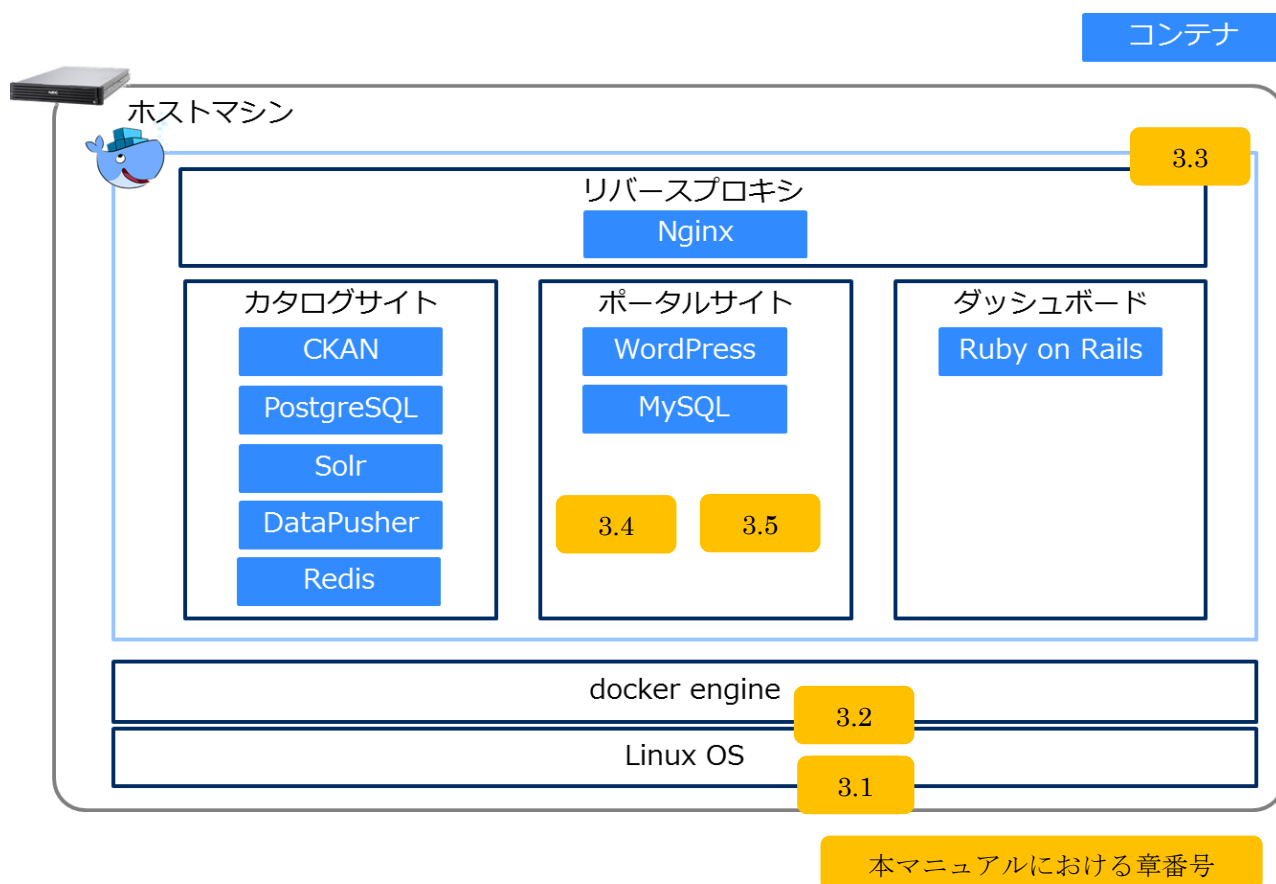 コンテナ
ホストマシン
3.3
リバースプロキシ
Nginx
カタログサイト
CKAN
PostgreSQL
Solr
DataPusher
Redis
ポータルサイト
WordPress
MySQL
3.4
3.5
ダッシュボード
Ruby on Rails
docker engine
3.2
Linux OS
3.1
本マニュアルにおける章番号